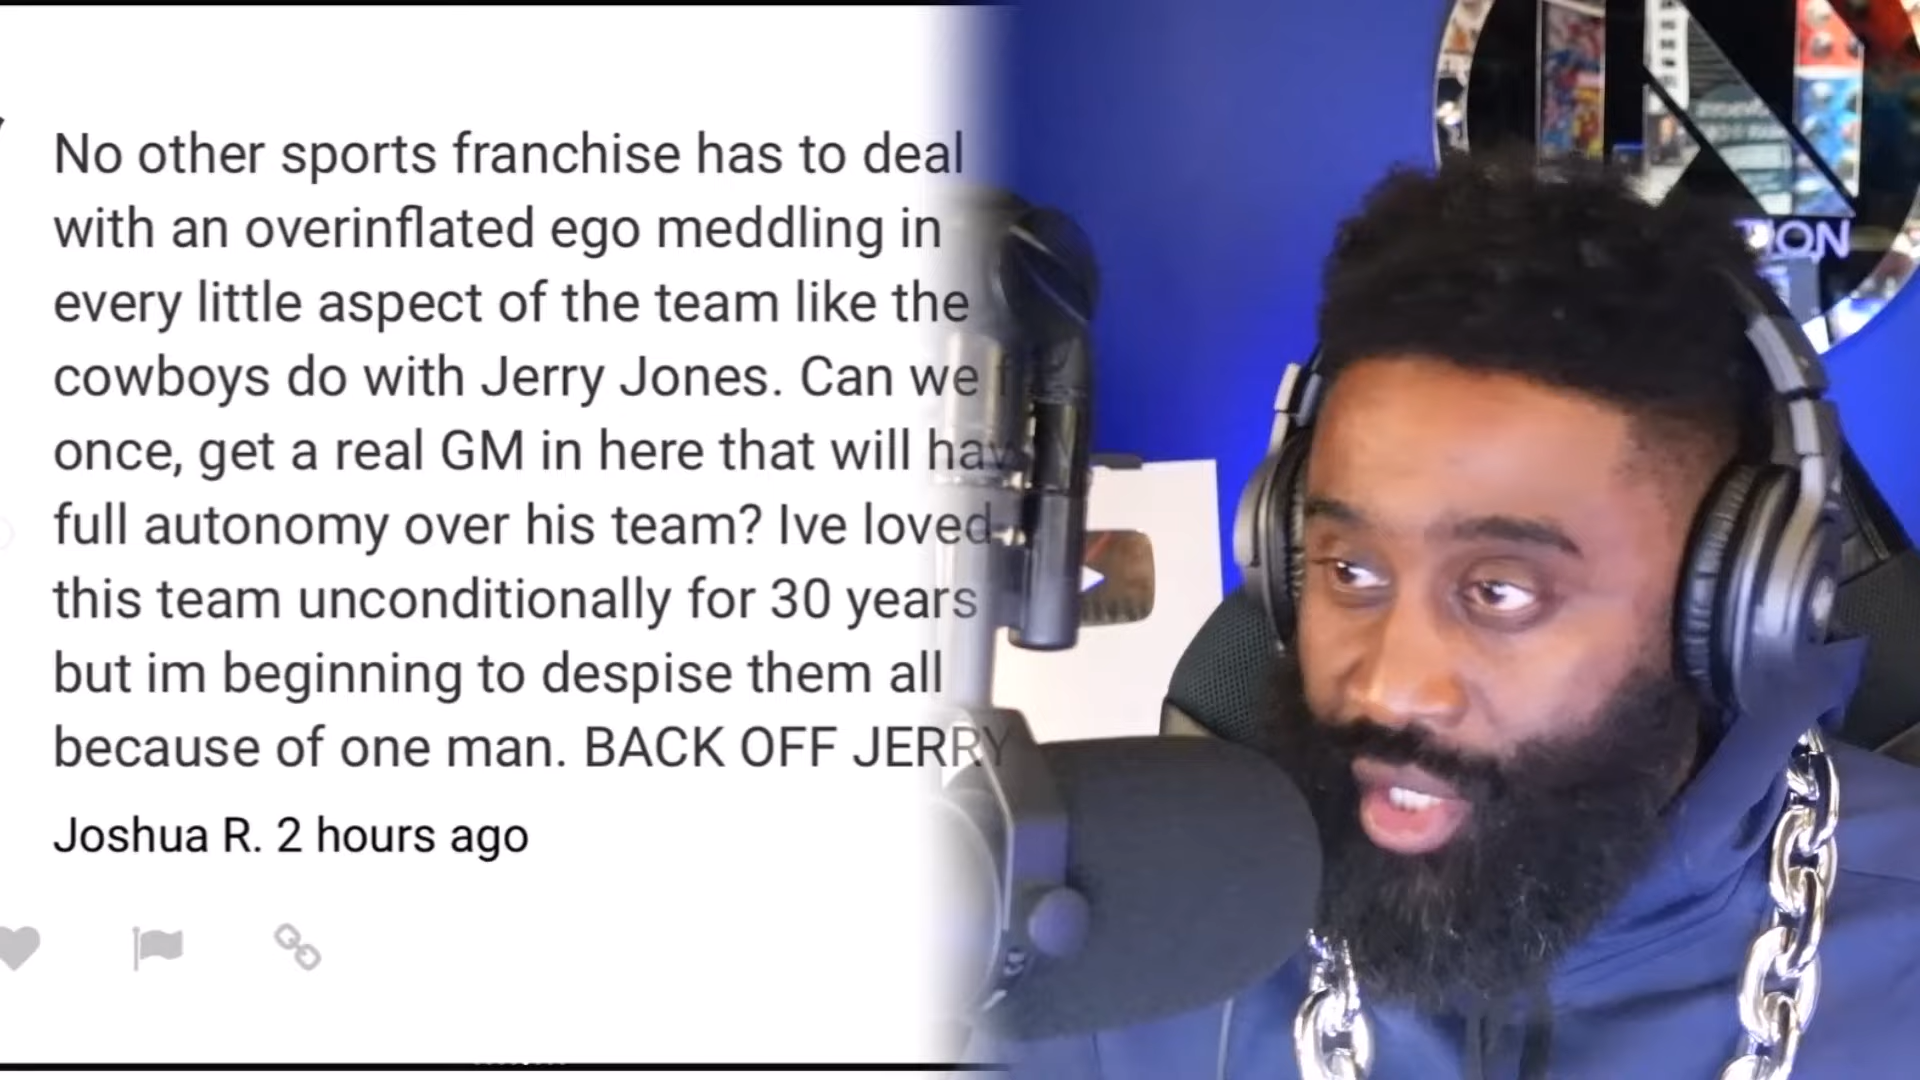 No other sports franchise has to deal
with an overinflated ego meddling in
every little aspect of the team like the
cowboys do with Jerry Jones. Can we
once, get a real GM in here that will hav
full autonomy over his team? Ive loved
this team unconditionally for 30 years
but im beginning to despise them all
because of one man. BACK OFF JERRY
Joshua R. 2 hours ago